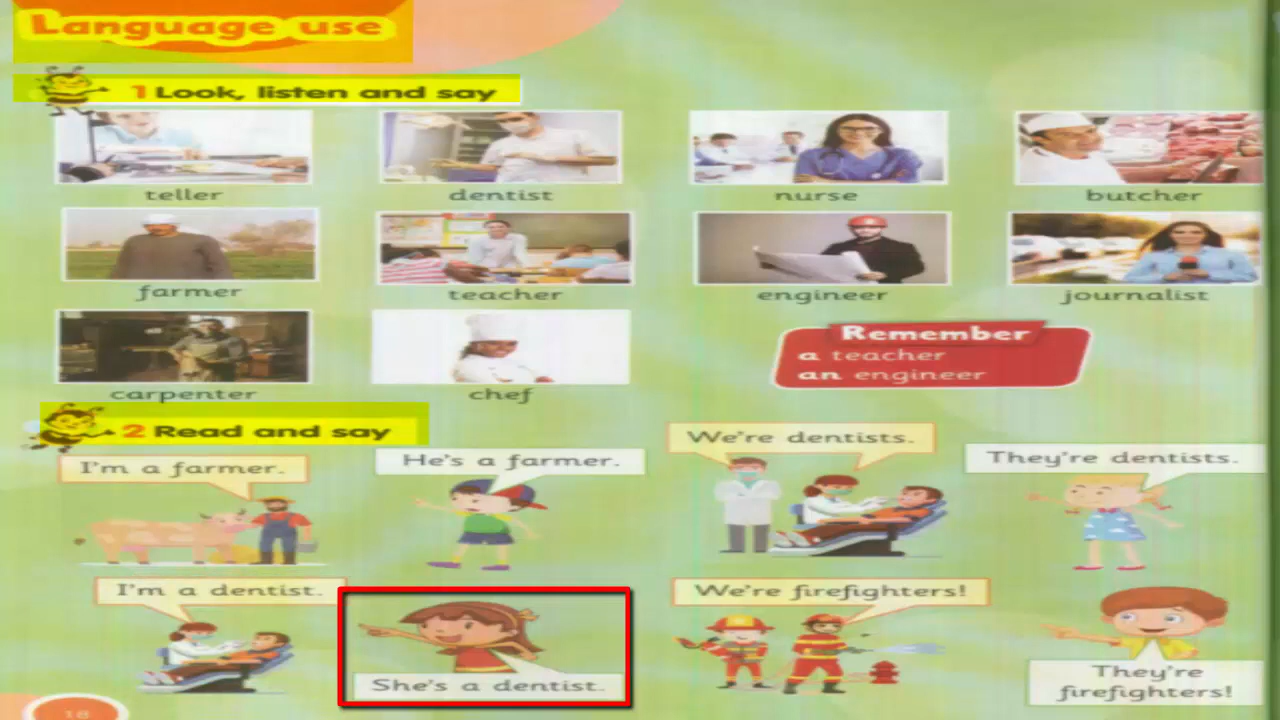 Language use
1 Look, listen and say
teller dentist nurse butcher
farmer teacher engineer journalist
Remember
a teacher
an engineer
carpenter chef
2 Read and say
I'm a farmer. He's a farmer. We're dentists. They're dentists.
I'm a dentist. We're firefighters!
She's a dentist. They're
firefighters!
18